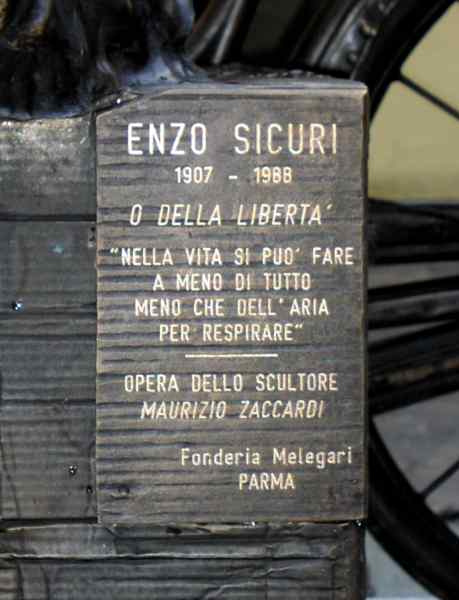 ENZO SICURI
1907 - 1988
O DELLA LIBERTA'
"NELLA VITA SI PUO' FARE
A MENO DI TUTTO
MENO CHE DELL'ARIA
PER RESPIRARE"
OPERA DELLO SCULTORE
MAURIZIO ZACCARDI
Fonderia Melegari
PARMA